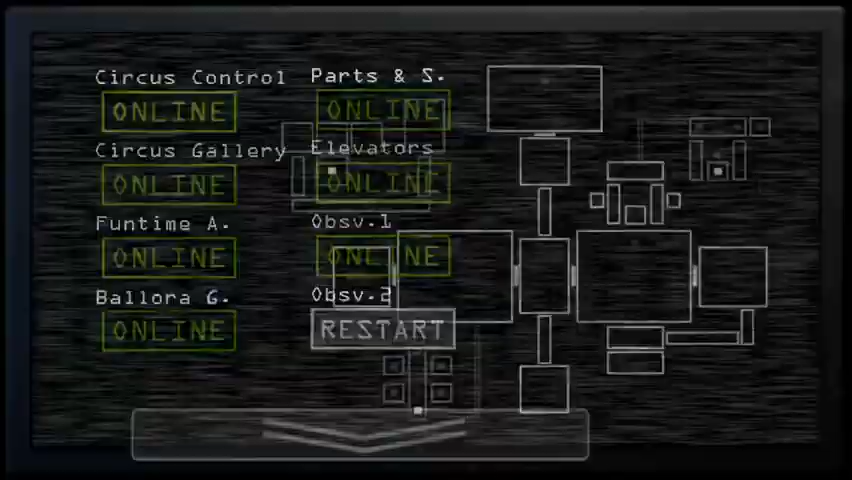 Circus Control
ONLINE
Circus Gallery
ONLINE
Funtime A.
ONLINE
Ballora G.
ONLINE
Parts & S.
ONLINE
Elevators
ONLINE
Obsv.1
ONLINE
Obsv.2
RESTART